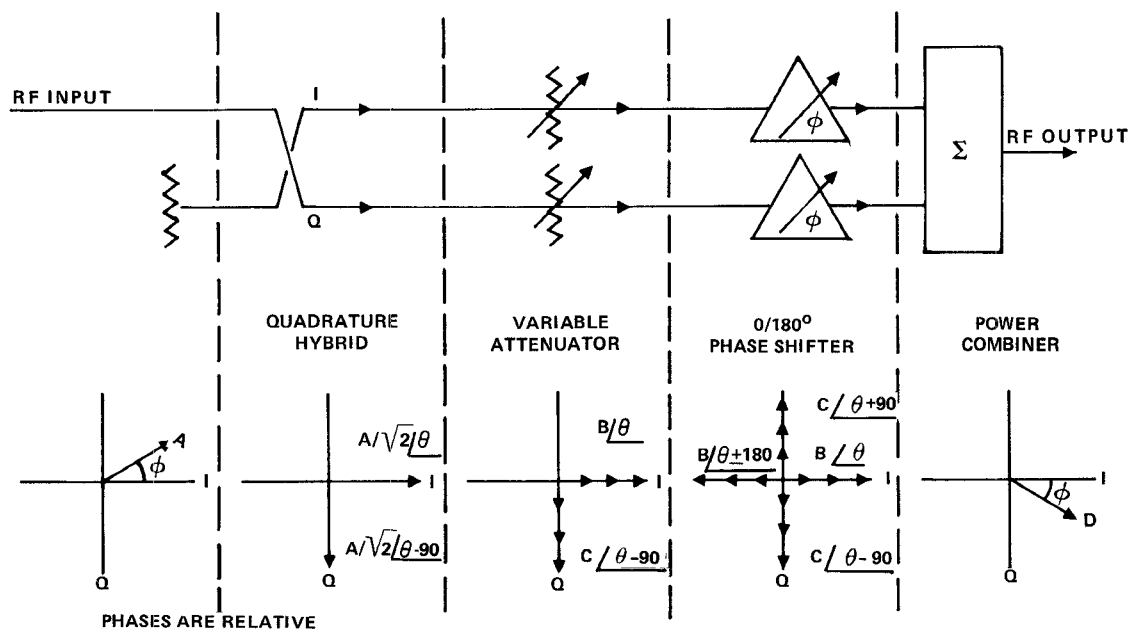 RF INPUT
I
Q
ϕ
ϕ
Σ
RF OUTPUT
QUADRATURE
HYBRID
VARIABLE
ATTENUATOR
0/180°
PHASE SHIFTER
POWER
COMBINER
A
ϕ
I
Q
A/√2∠θ
I
A/√2∠θ-90
Q
B∠θ
I
C∠θ-90
Q
C∠θ+90
B∠θ±180
B∠θ
I
C∠θ-90
Q
ϕ
I
D
Q
PHASES ARE RELATIVE